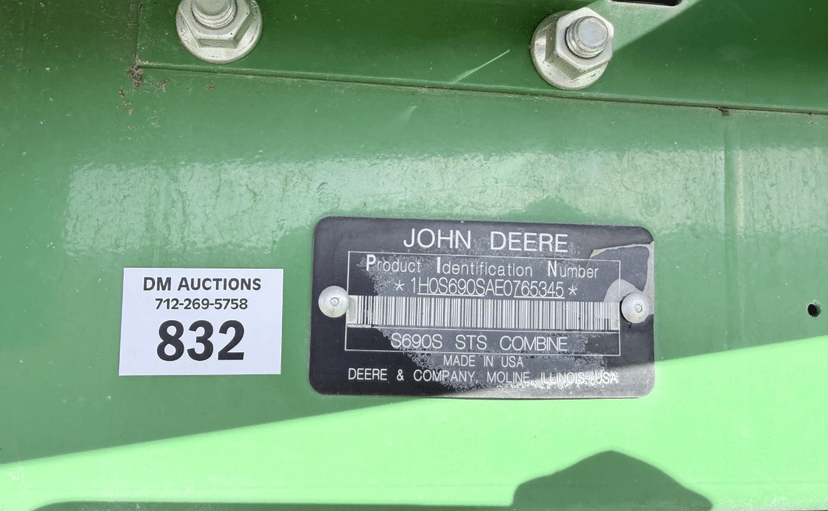 DM AUCTIONS
712-269-5758
832
JOHN DEERE
Product Identification Number
*1H0S690SAE0765345*
S690S STS COMBINE
MADE IN USA
DEERE & COMPANY, MOLINE, ILLINOIS, USA